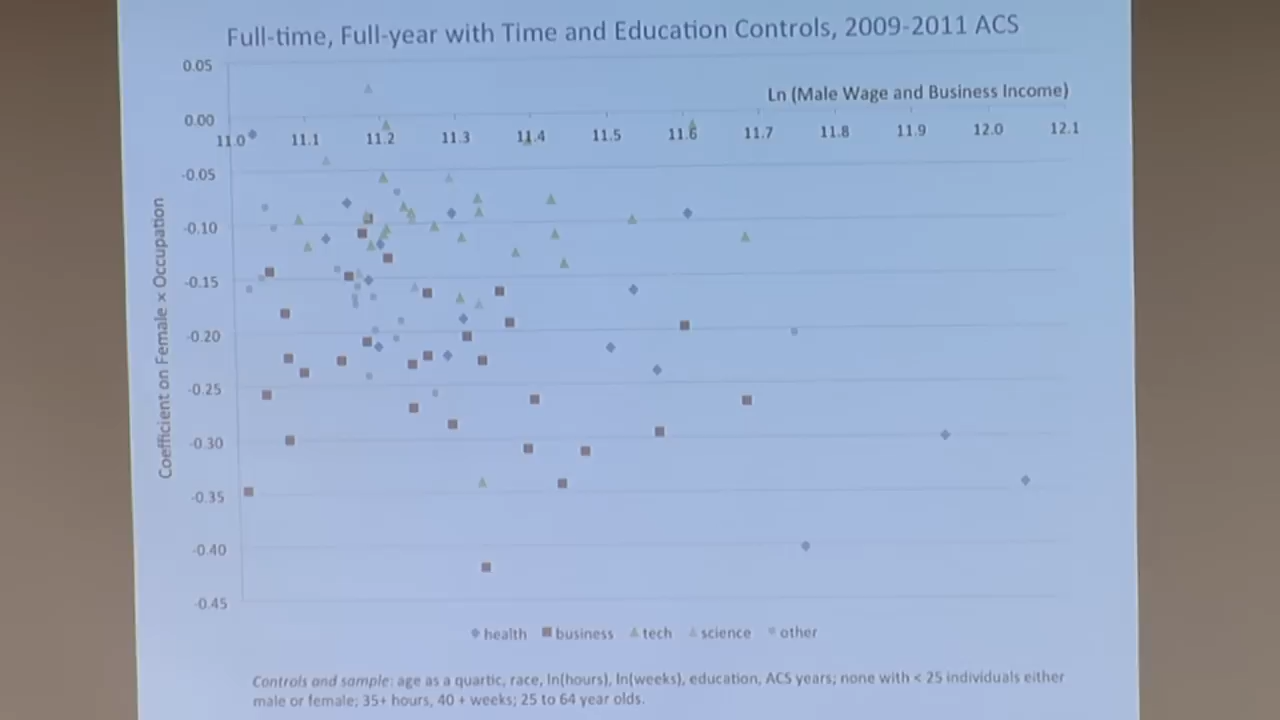 Full-time, Full-year with Time and Education Controls, 2009-2011 ACS
0.05
Ln (Male Wage and Business Income)
0.00
11.0 11.1 11.2 11.3 11.4 11.5 11.6 11.7 11.8 11.9 12.0 12.1
-0.05
-0.10
-0.15
-0.20
-0.25
-0.30
-0.35
-0.40
-0.45
Coefficient on Female x Occupation
health business tech science other
Controls and sample: age as a quartic, race, ln(hours), ln(weeks), education, ACS years; none with < 25 individuals either
male or female; 35+ hours, 40 + weeks; 25 to 64 year olds.